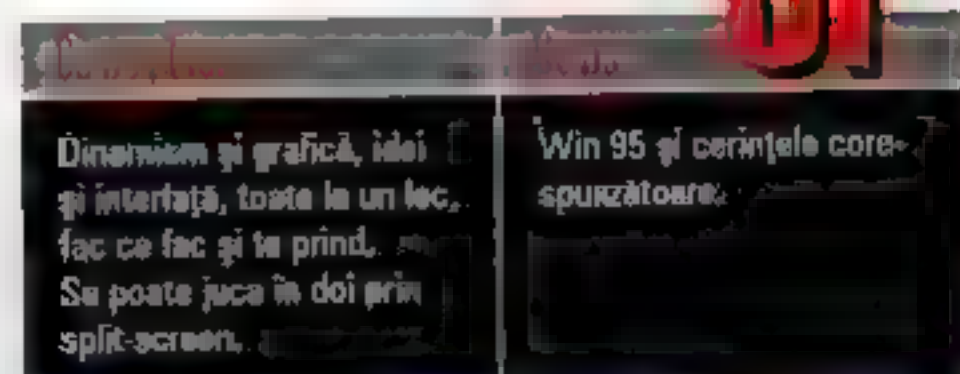 Dinamism și grafică, idei
și interfață, toate la un loc,
fac ce fac și te prind.
Se poate juca în doi prin
split-screen.
Win 95 și cerințele core-
spunzătoare.